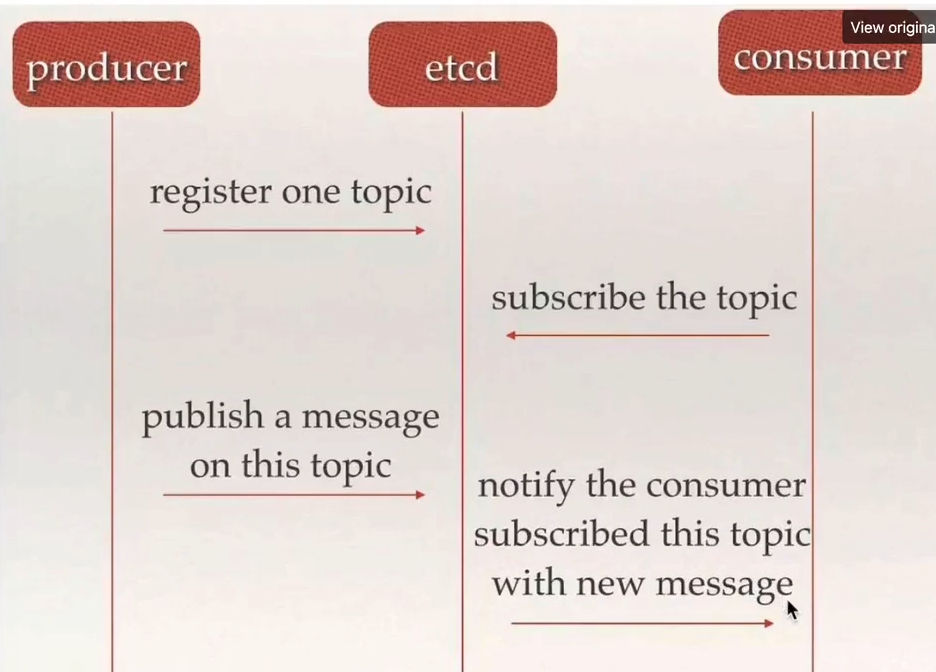 producer
etcd
consumer
View origina
register one topic
subscribe the topic
publish a message
on this topic
notify the consumer
subscribed this topic
with new message